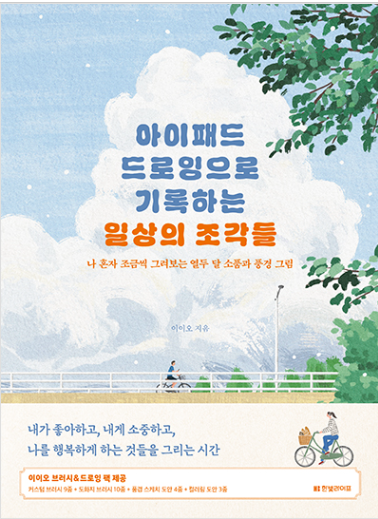 아이패드
드로잉으로
기록하는
일상의 조각들
나 혼자 조금씩 그려보는 열두 달 소품과 풍경 그림
이이오 지음
내가 좋아하고, 내게 소중하고,
나를 행복하게 하는 것들을 그리는 시간
이이오 브러시&드로잉 팩 제공
커스텀 브러시 9종 + 도화지 브러시 10종 + 풍경 스케치 도안 4종 + 컬러링 도안 3종
한빛라이프